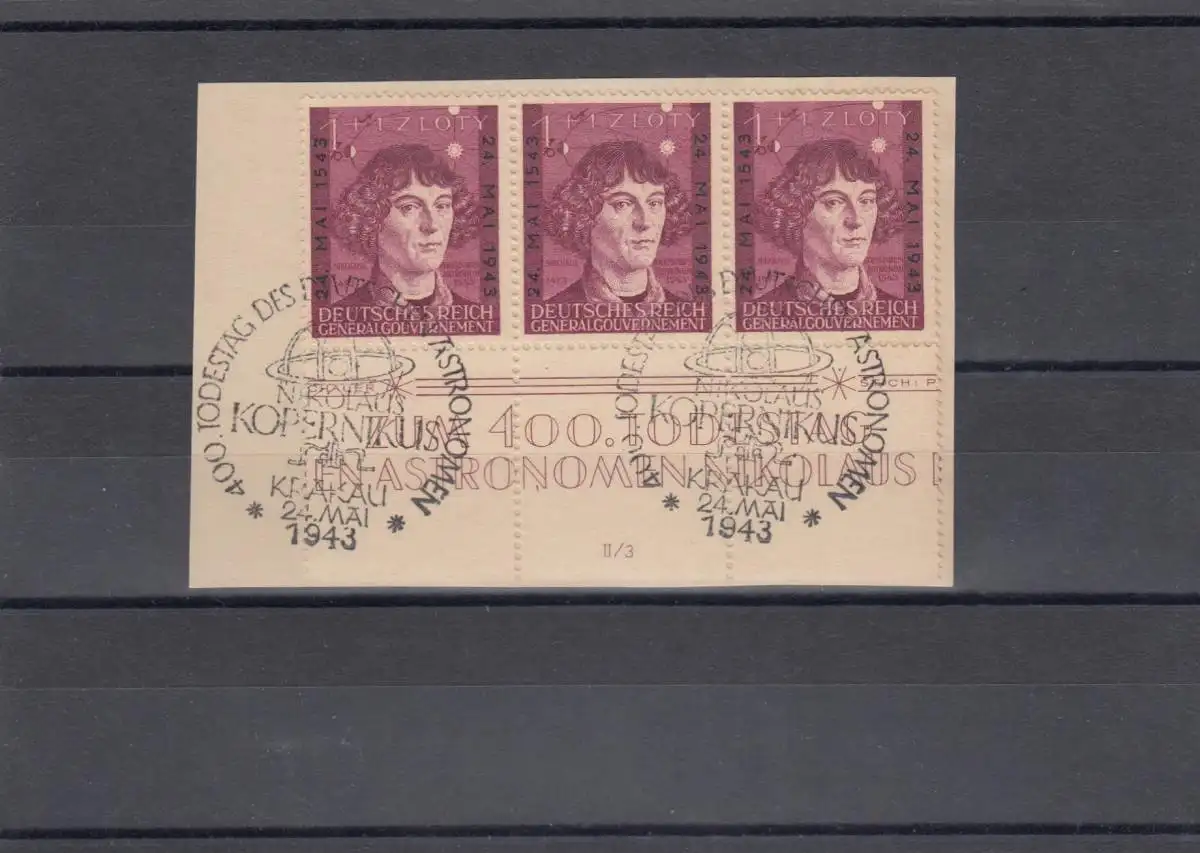 1+1 ZLOTY
24. MAI 1543
24. MAI 1943
DEUTSCHES REICH
GENERALGOUVERNEMENT
1+1 ZLOTY
24. MAI 1543
24. MAI 1943
DEUTSCHES REICH
GENERALGOUVERNEMENT
1+1 ZLOTY
24. MAI 1543
24. MAI 1943
DEUTSCHES REICH
GENERALGOUVERNEMENT
ZUM 400. TODESTAG
EN ASTRONOMEN NIKOLAUS
II/3
400. TODESTAG DES DEUTSCHEN ASTRONOMEN
NIKOLAUS
KOPERNIKUS
KRAKAU
24. MAI
1943
TODESTAG
ASTRONOMEN
NIKOLAUS
KOPERNIKUS
KRAKAU
24. MAI
1943